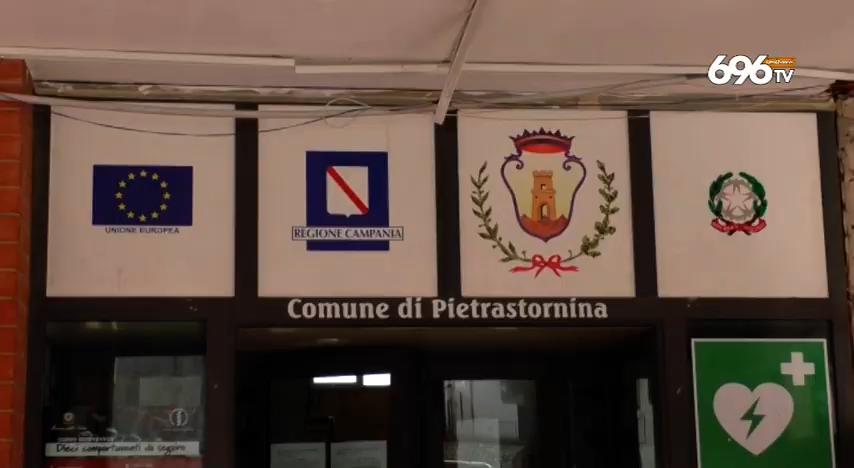 696 TV
UNIONE EUROPEA
REGIONE CAMPANIA
Comune di Pietrastornina
Dieci comportamenti da seguire